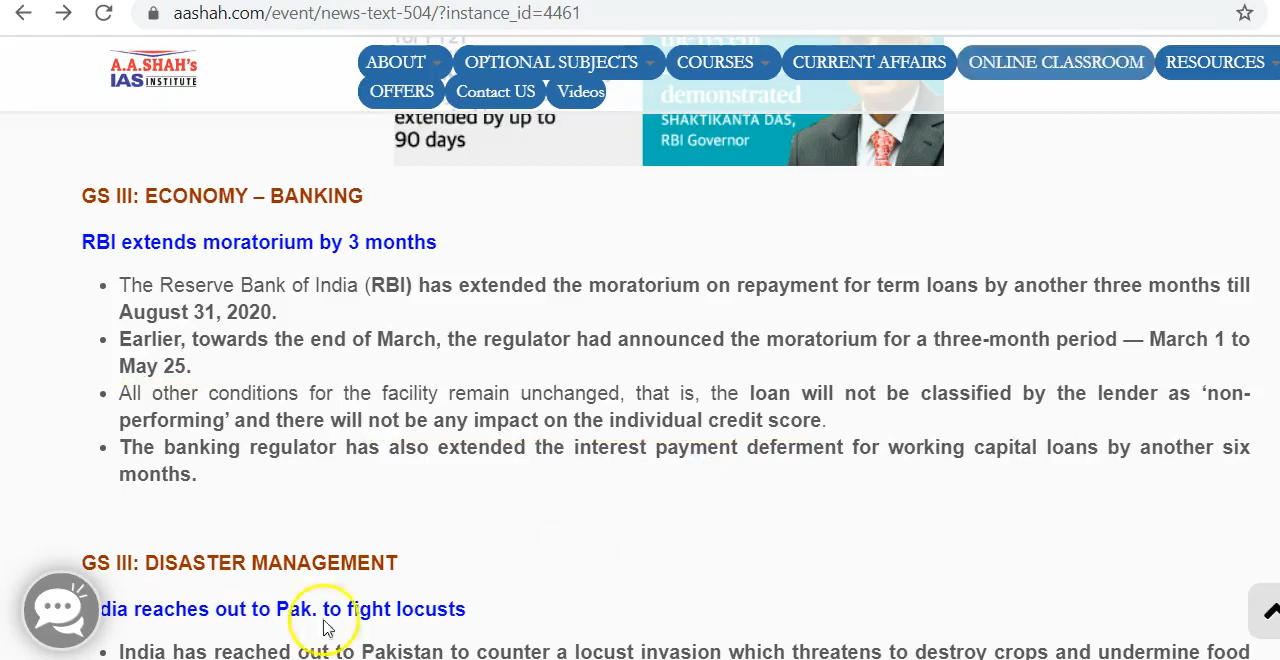 aashah.com/event/news-text-504/?instance_id=4461
A.A.SHAH's
IAS INSTITUTE
ABOUT
OPTIONAL SUBJECTS
COURSES
CURRENT AFFAIRS
ONLINE CLASSROOM
RESOURCES
OFFERS
Contact US
Videos
demonstrated
extended by up to
90 days
SHAKTIKANTA DAS,
RBI Governor
GS III: ECONOMY – BANKING
RBI extends moratorium by 3 months
• The Reserve Bank of India (RBI) has extended the moratorium on repayment for term loans by another three months till
August 31, 2020.
• Earlier, towards the end of March, the regulator had announced the moratorium for a three-month period — March 1 to
May 25.
• All other conditions for the facility remain unchanged, that is, the loan will not be classified by the lender as ‘non-
performing’ and there will not be any impact on the individual credit score.
• The banking regulator has also extended the interest payment deferment for working capital loans by another six
months.
GS III: DISASTER MANAGEMENT
dia reaches out to Pak. to fight locusts
• India has reached out to Pakistan to counter a locust invasion which threatens to destroy crops and undermine food